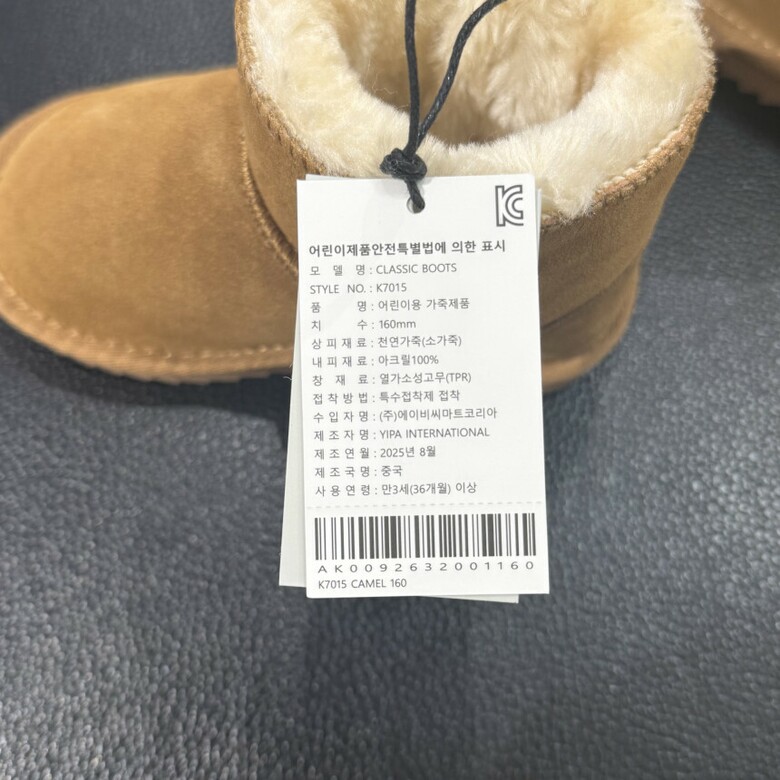 KC
어린이제품안전특별법에 의한 표시
모 델 명 : CLASSIC BOOTS
STYLE NO. : K7015
품 명 : 어린이용 가죽제품
치 수 : 160mm
상 피 재 료 : 천연가죽(소가죽)
내 피 재 료 : 아크릴100%
창 재 료 : 열가소성고무(TPR)
접 착 방 법 : 특수접착제 접착
수 입 자 명 : (주)에이비씨마트코리아
제 조 자 명 : YIPA INTERNATIONAL
제 조 연 월 : 2025년 8월
제 조 국 명 : 중국
사 용 연 령 : 만3세(36개월) 이상
AK0092632001160
K7015 CAMEL 160